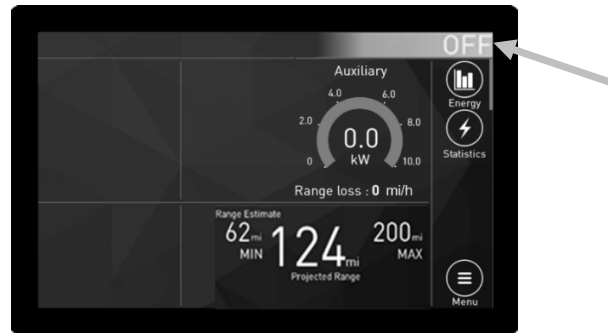 OFF
Auxiliary
4.0 6.0
2.0 8.0
0.0
kW
0 10.0
Range loss : 0 mi/h
Energy
Statistics
Range Estimate
62mi
MIN
124mi
Projected Range
200mi
MAX
Menu